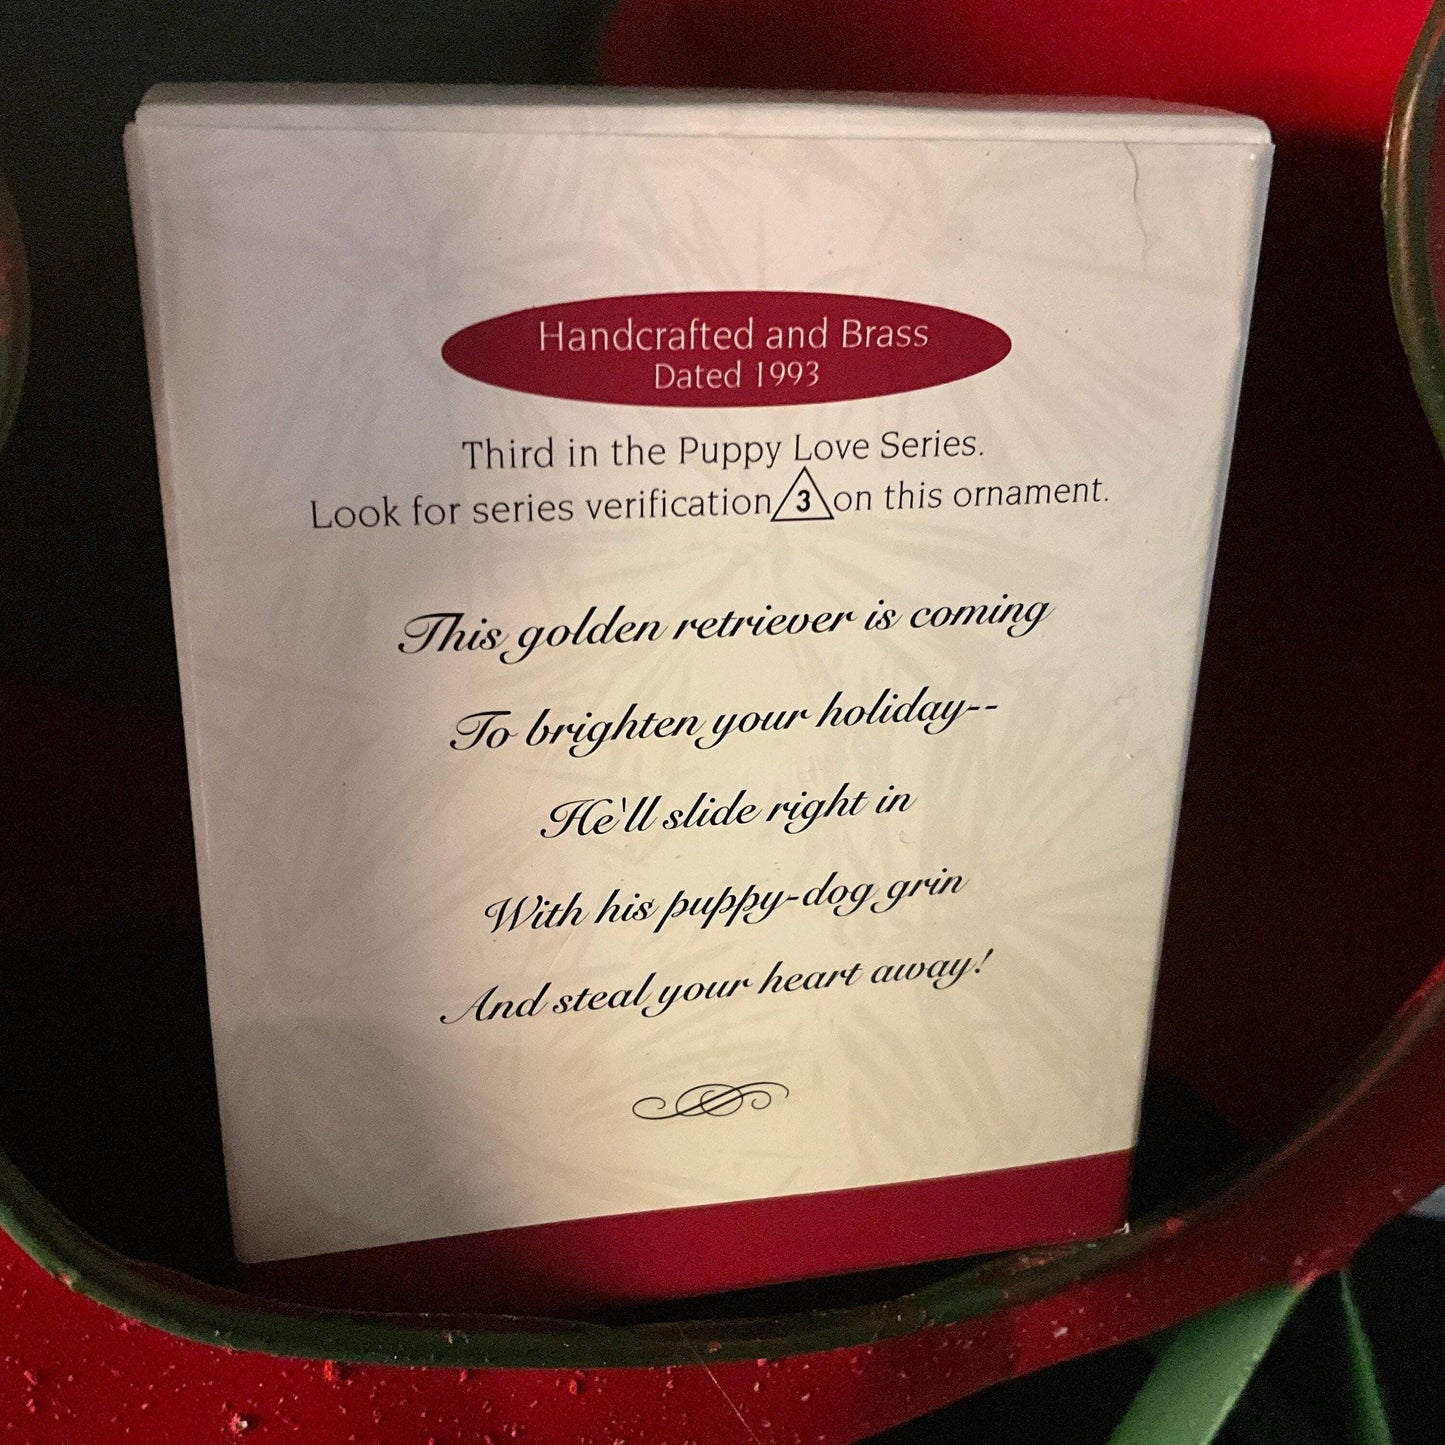 Handcrafted and Brass
Dated 1993
Third in the Puppy Love Series.
Look for series verification 3 on this ornament.
This golden retriever is coming
To brighten your holiday--
He'll slide right in
With his puppy-dog grin
And steal your heart away!